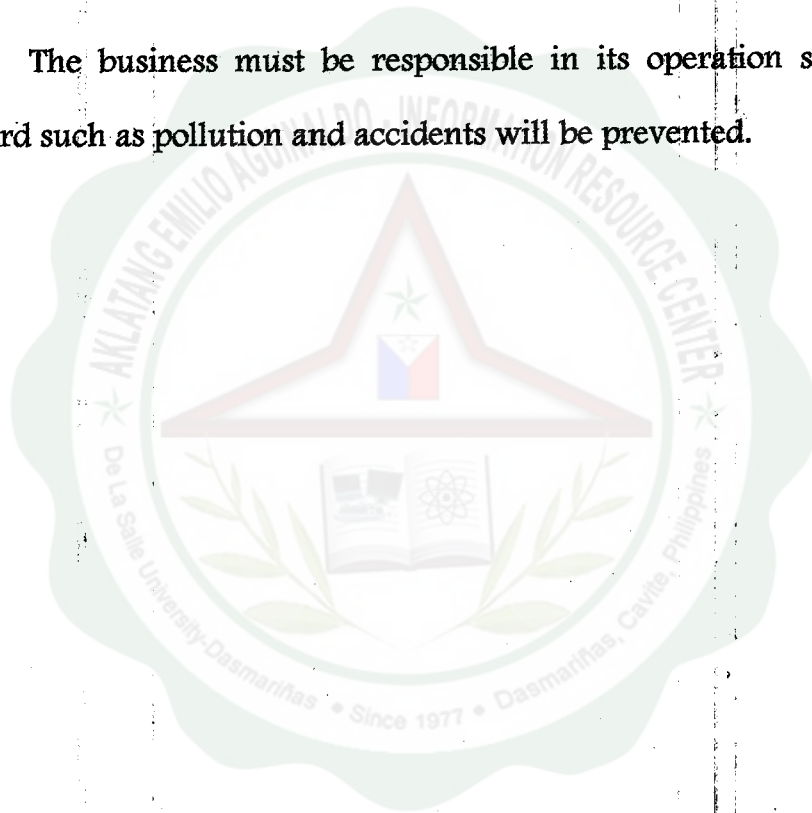 The business must be responsible in its operation s
rd such as pollution and accidents will be prevented.
AKLATANG EMILIO AGUINALDO - INFORMATION RESOURCE CENTER
De La Salle University-Dasmariñas • Since 1977 • Dasmariñas, Cavite, Philippines